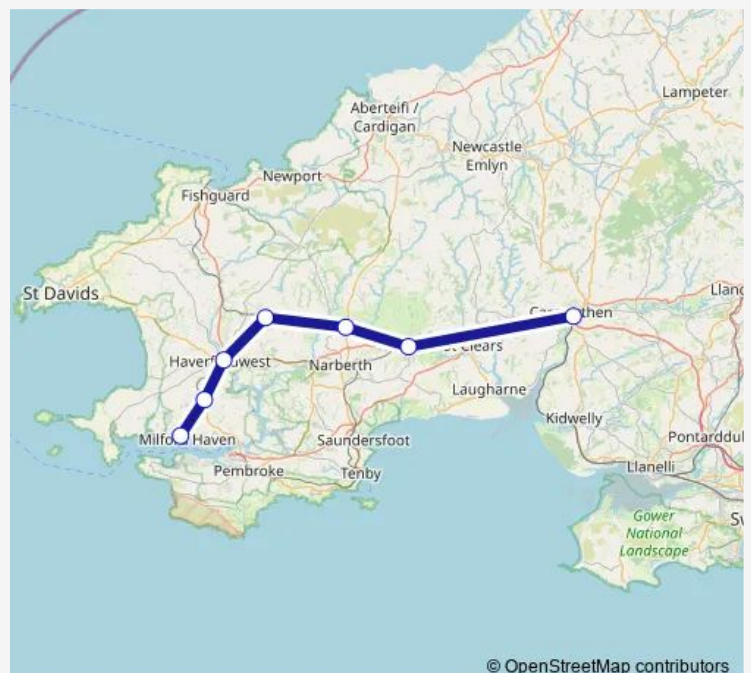 Lampeter
Aberteifi /
Cardigan
Newcastle
Emlyn
Newport
Fishguard
St Davids
Narberth
Laugharne
Kidwelly
Saundersfoot
Pembroke
Tenby
Llanelli
Gower
National
Landscape
© OpenStreetMap contributors